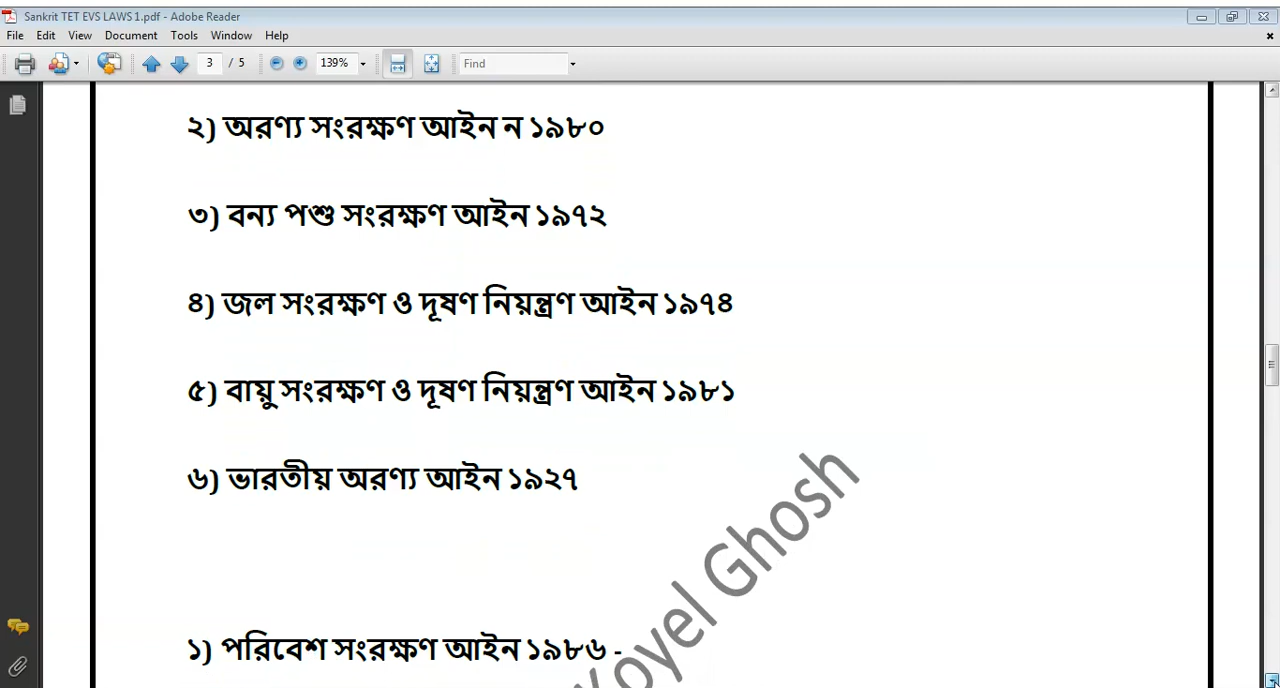 Sankrit TET EVS LAWS 1.pdf - Adobe Reader
File Edit View Document Tools Window Help
3 / 5 139% Find
২) অরণ্য সংরক্ষণ আইন ন ১৯৮০
৩) বন্য পশু সংরক্ষণ আইন ১৯৭২
৪) জল সংরক্ষণ ও দূষণ নিয়ন্ত্রণ আইন ১৯৭৪
৫) বায়ু সংরক্ষণ ও দূষণ নিয়ন্ত্রণ আইন ১৯৮১
৬) ভারতীয় অরণ্য আইন ১৯২৭
১) পরিবেশ সংরক্ষণ আইন ১৯৮৬ -
Koyel Ghosh